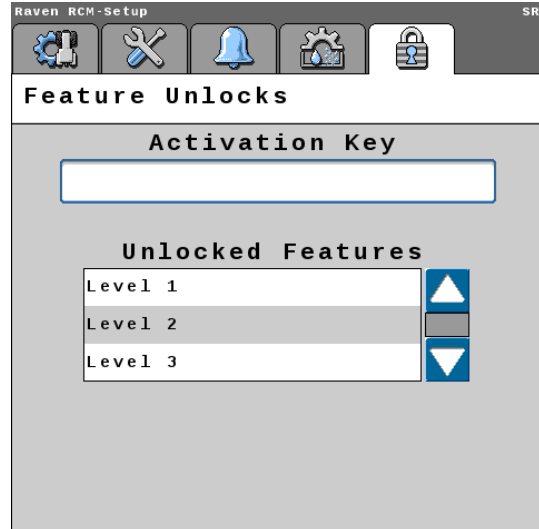 Raven RCM-Setup SR
Feature Unlocks
Activation Key
Unlocked Features
Level 1
Level 2
Level 3